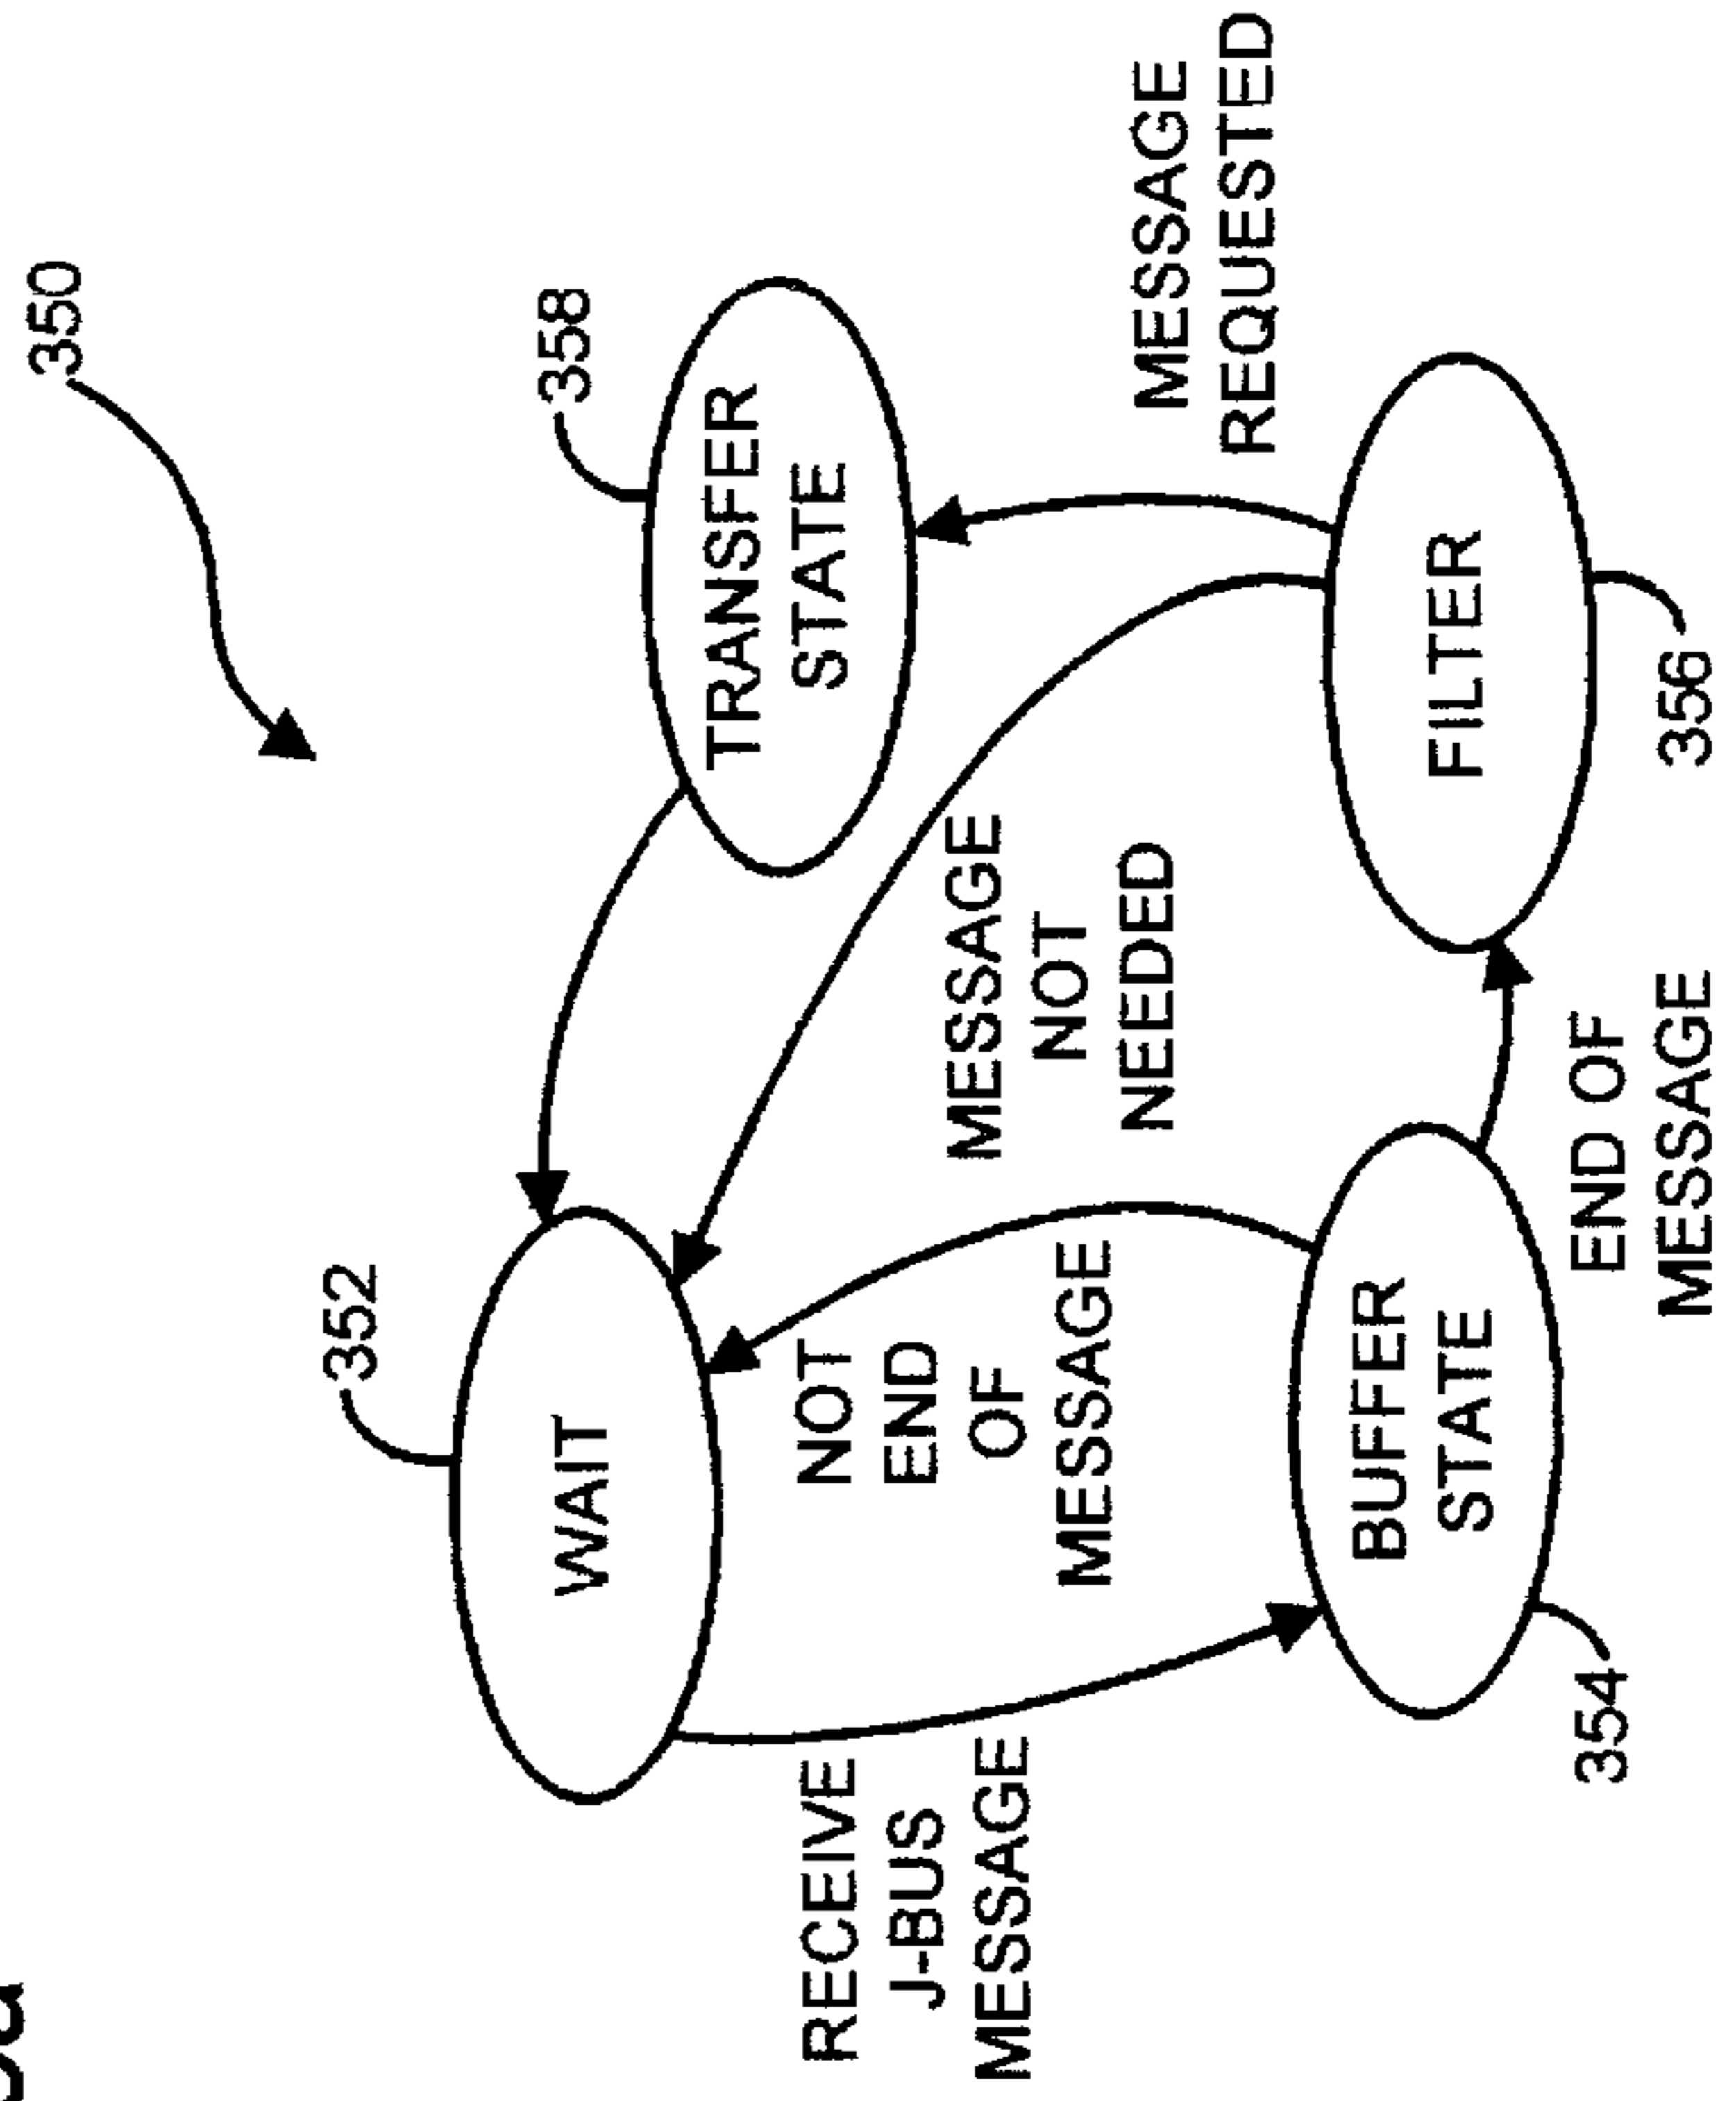 350
352
358
WAIT
TRANSFER
STATE
RECEIVE
J-BUS
MESSAGE
NOT
END
OF
MESSAGE
MESSAGE
NOT
NEEDED
MESSAGE
REQUESTED
BUFFER
STATE
FILTER
354
END OF
MESSAGE
356